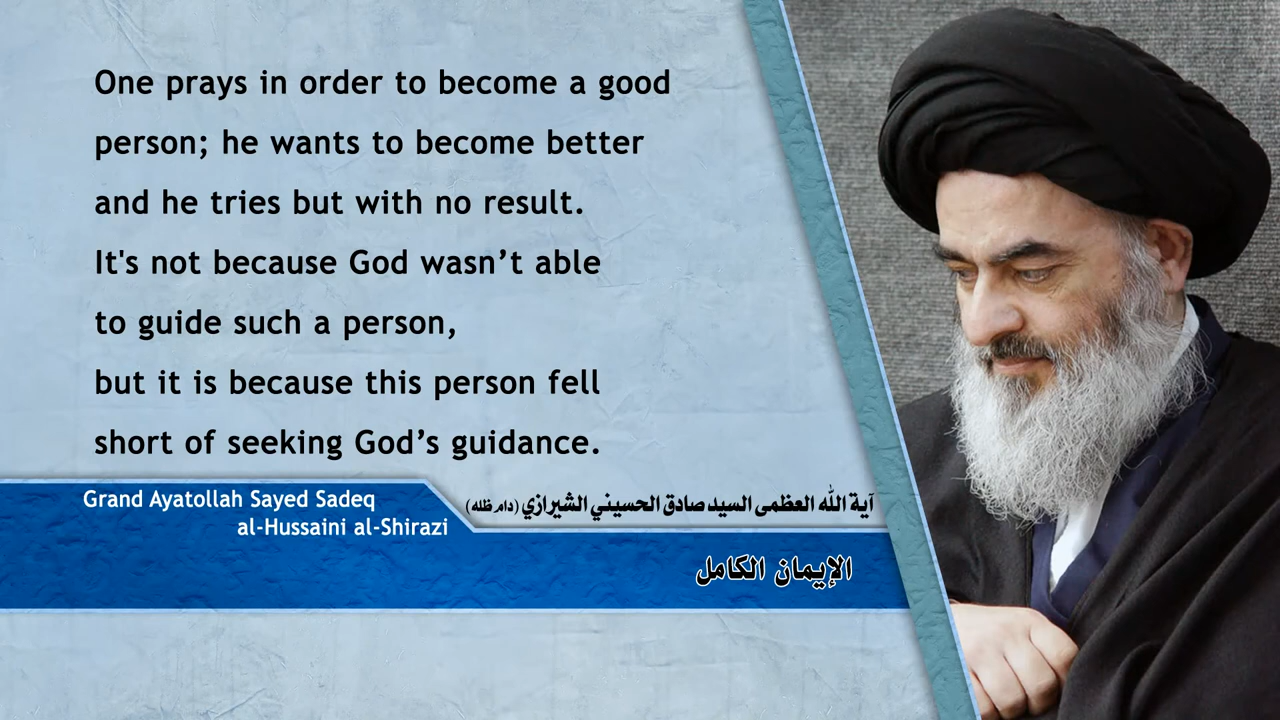 One prays in order to become a good
person; he wants to become better
and he tries but with no result.
It's not because God wasn’t able
to guide such a person,
but it is because this person fell
short of seeking God’s guidance.
Grand Ayatollah Sayed Sadeq
al-Hussaini al-Shirazi
آية الله العظمى السيد صادق الحسيني الشيرازي (دام ظله)
الإيمان الكامل